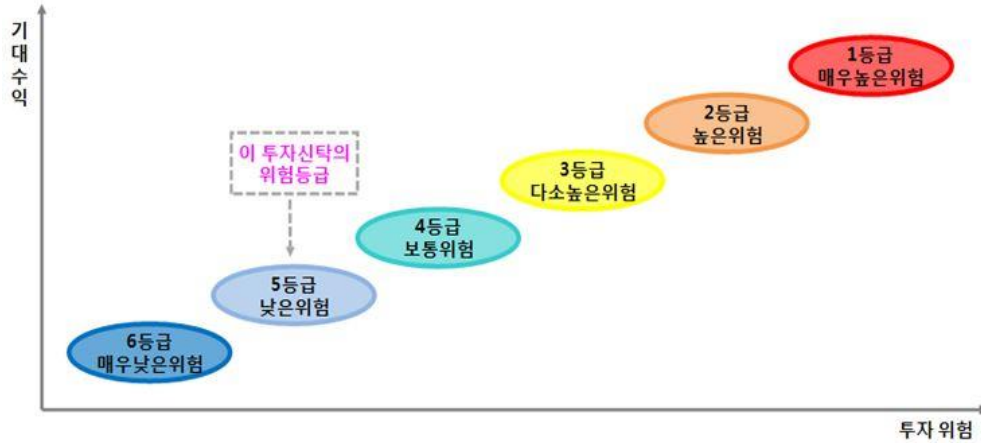 기대수익
1등급
매우높은위험
2등급
높은위험
이 투자신탁의
위험등급
3등급
다소높은위험
4등급
보통위험
5등급
낮은위험
6등급
매우낮은위험
투자 위험